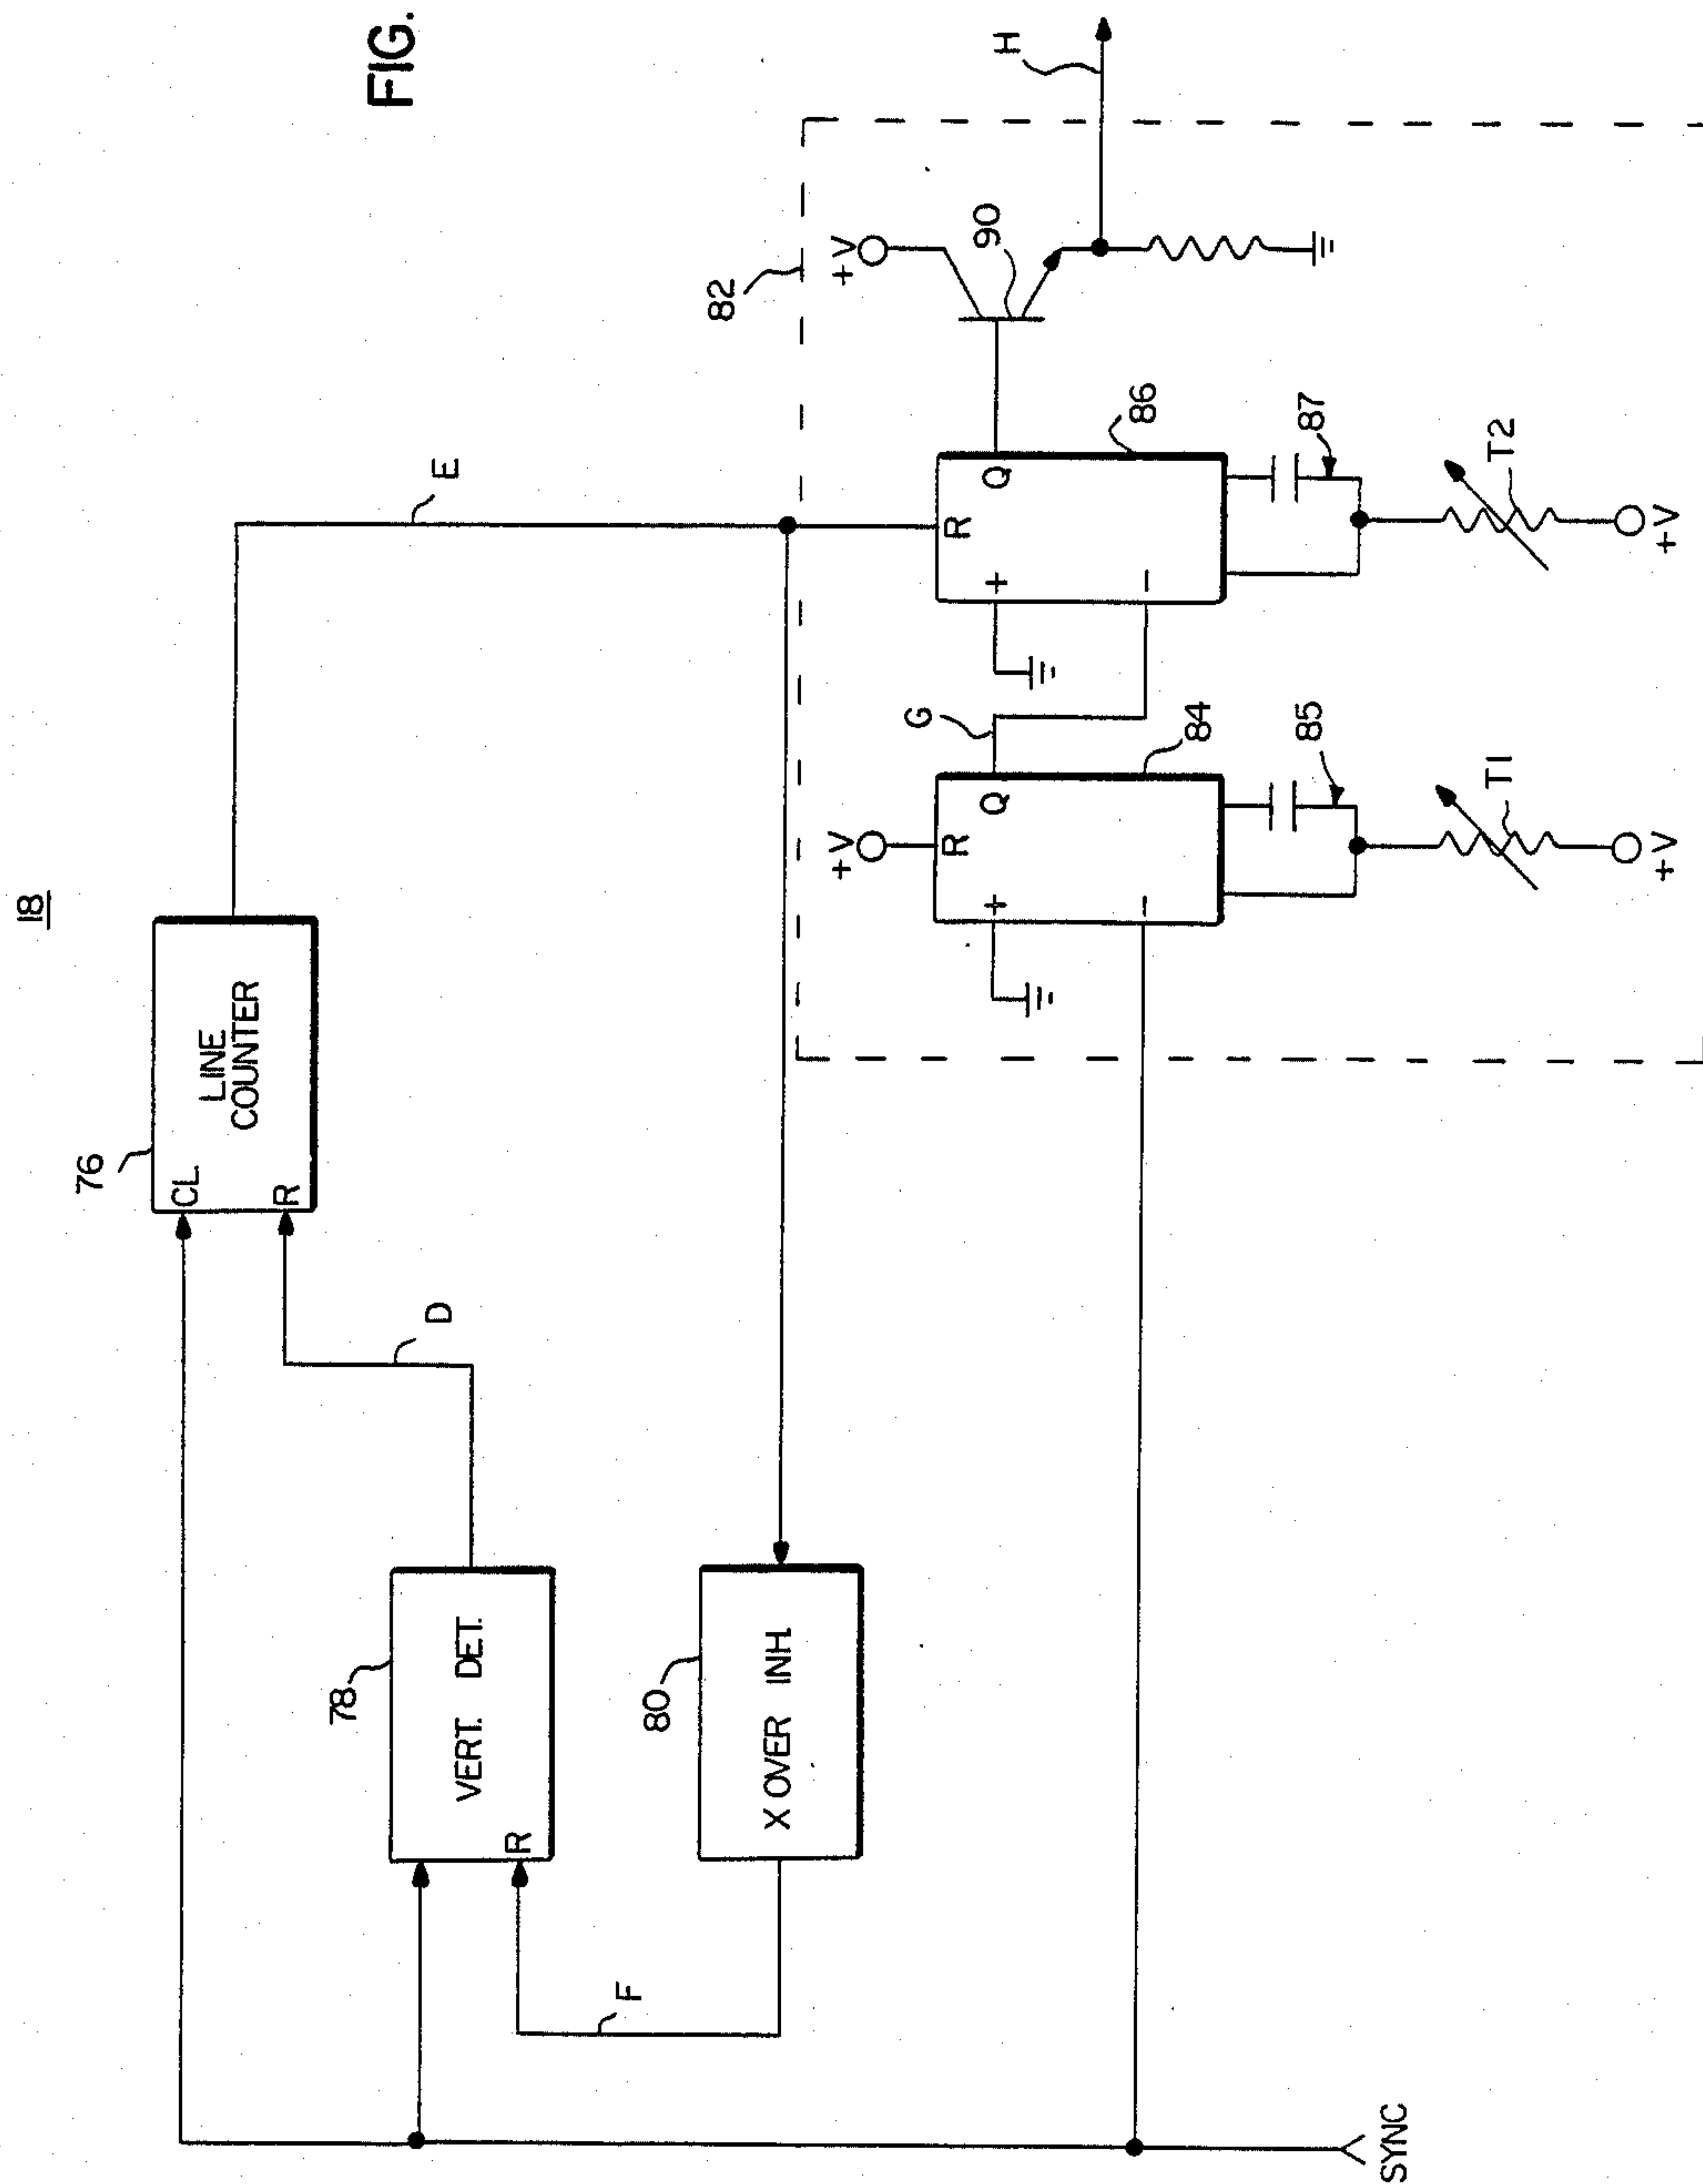 18
FIG.
76
CL
R
LINE
COUNTER
E
D
78
VERT. DET.
R
80
X OVER INH.
F
82
+V
+V
90
H
R
Q
+
−
G
84
85
T1
+V
R
Q
+
−
86
87
T2
+V
SYNC